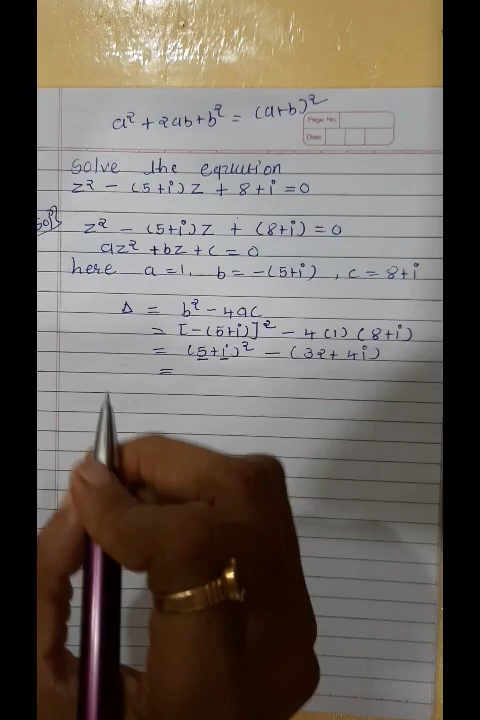 a² + 2ab + b² = (a+b)²
Page No.
Date
Solve the equation
z² - (5+i)z + 8+i = 0
Solⁿ z² - (5+i)z + (8+i) = 0
az² + bz + c = 0
here a = 1, b = -(5+i), c = 8+i
Δ = b² - 4ac
= [-(5+i)]² - 4(1)(8+i)
= (5+i)² - (32+4i)
=